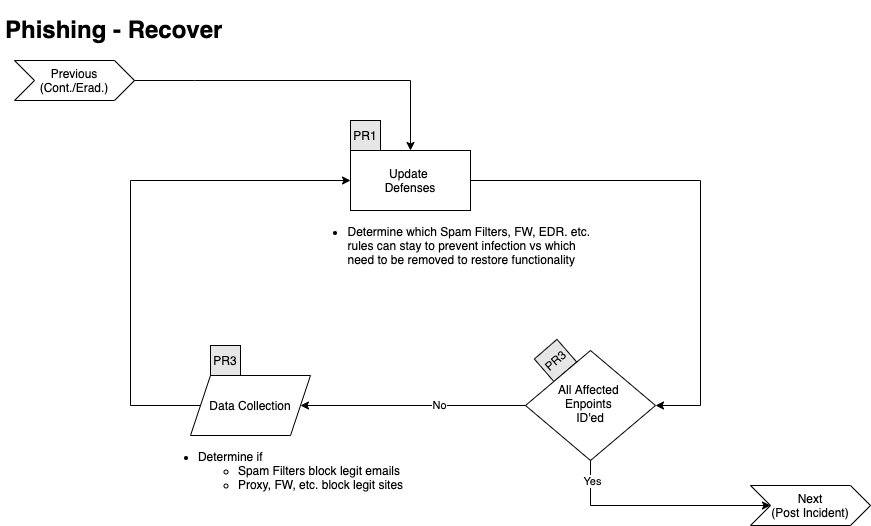 Phishing - Recover
Previous
(Cont./Erad.)
PR1
Update
Defenses
• Determine which Spam Filters, FW, EDR. etc.
rules can stay to prevent infection vs which
need to be removed to restore functionality
PR3
All Affected
Enpoints
ID'ed
No
PR3
Data Collection
• Determine if
○ Spam Filters block legit emails
○ Proxy, FW, etc. block legit sites
Yes
Next
(Post Incident)